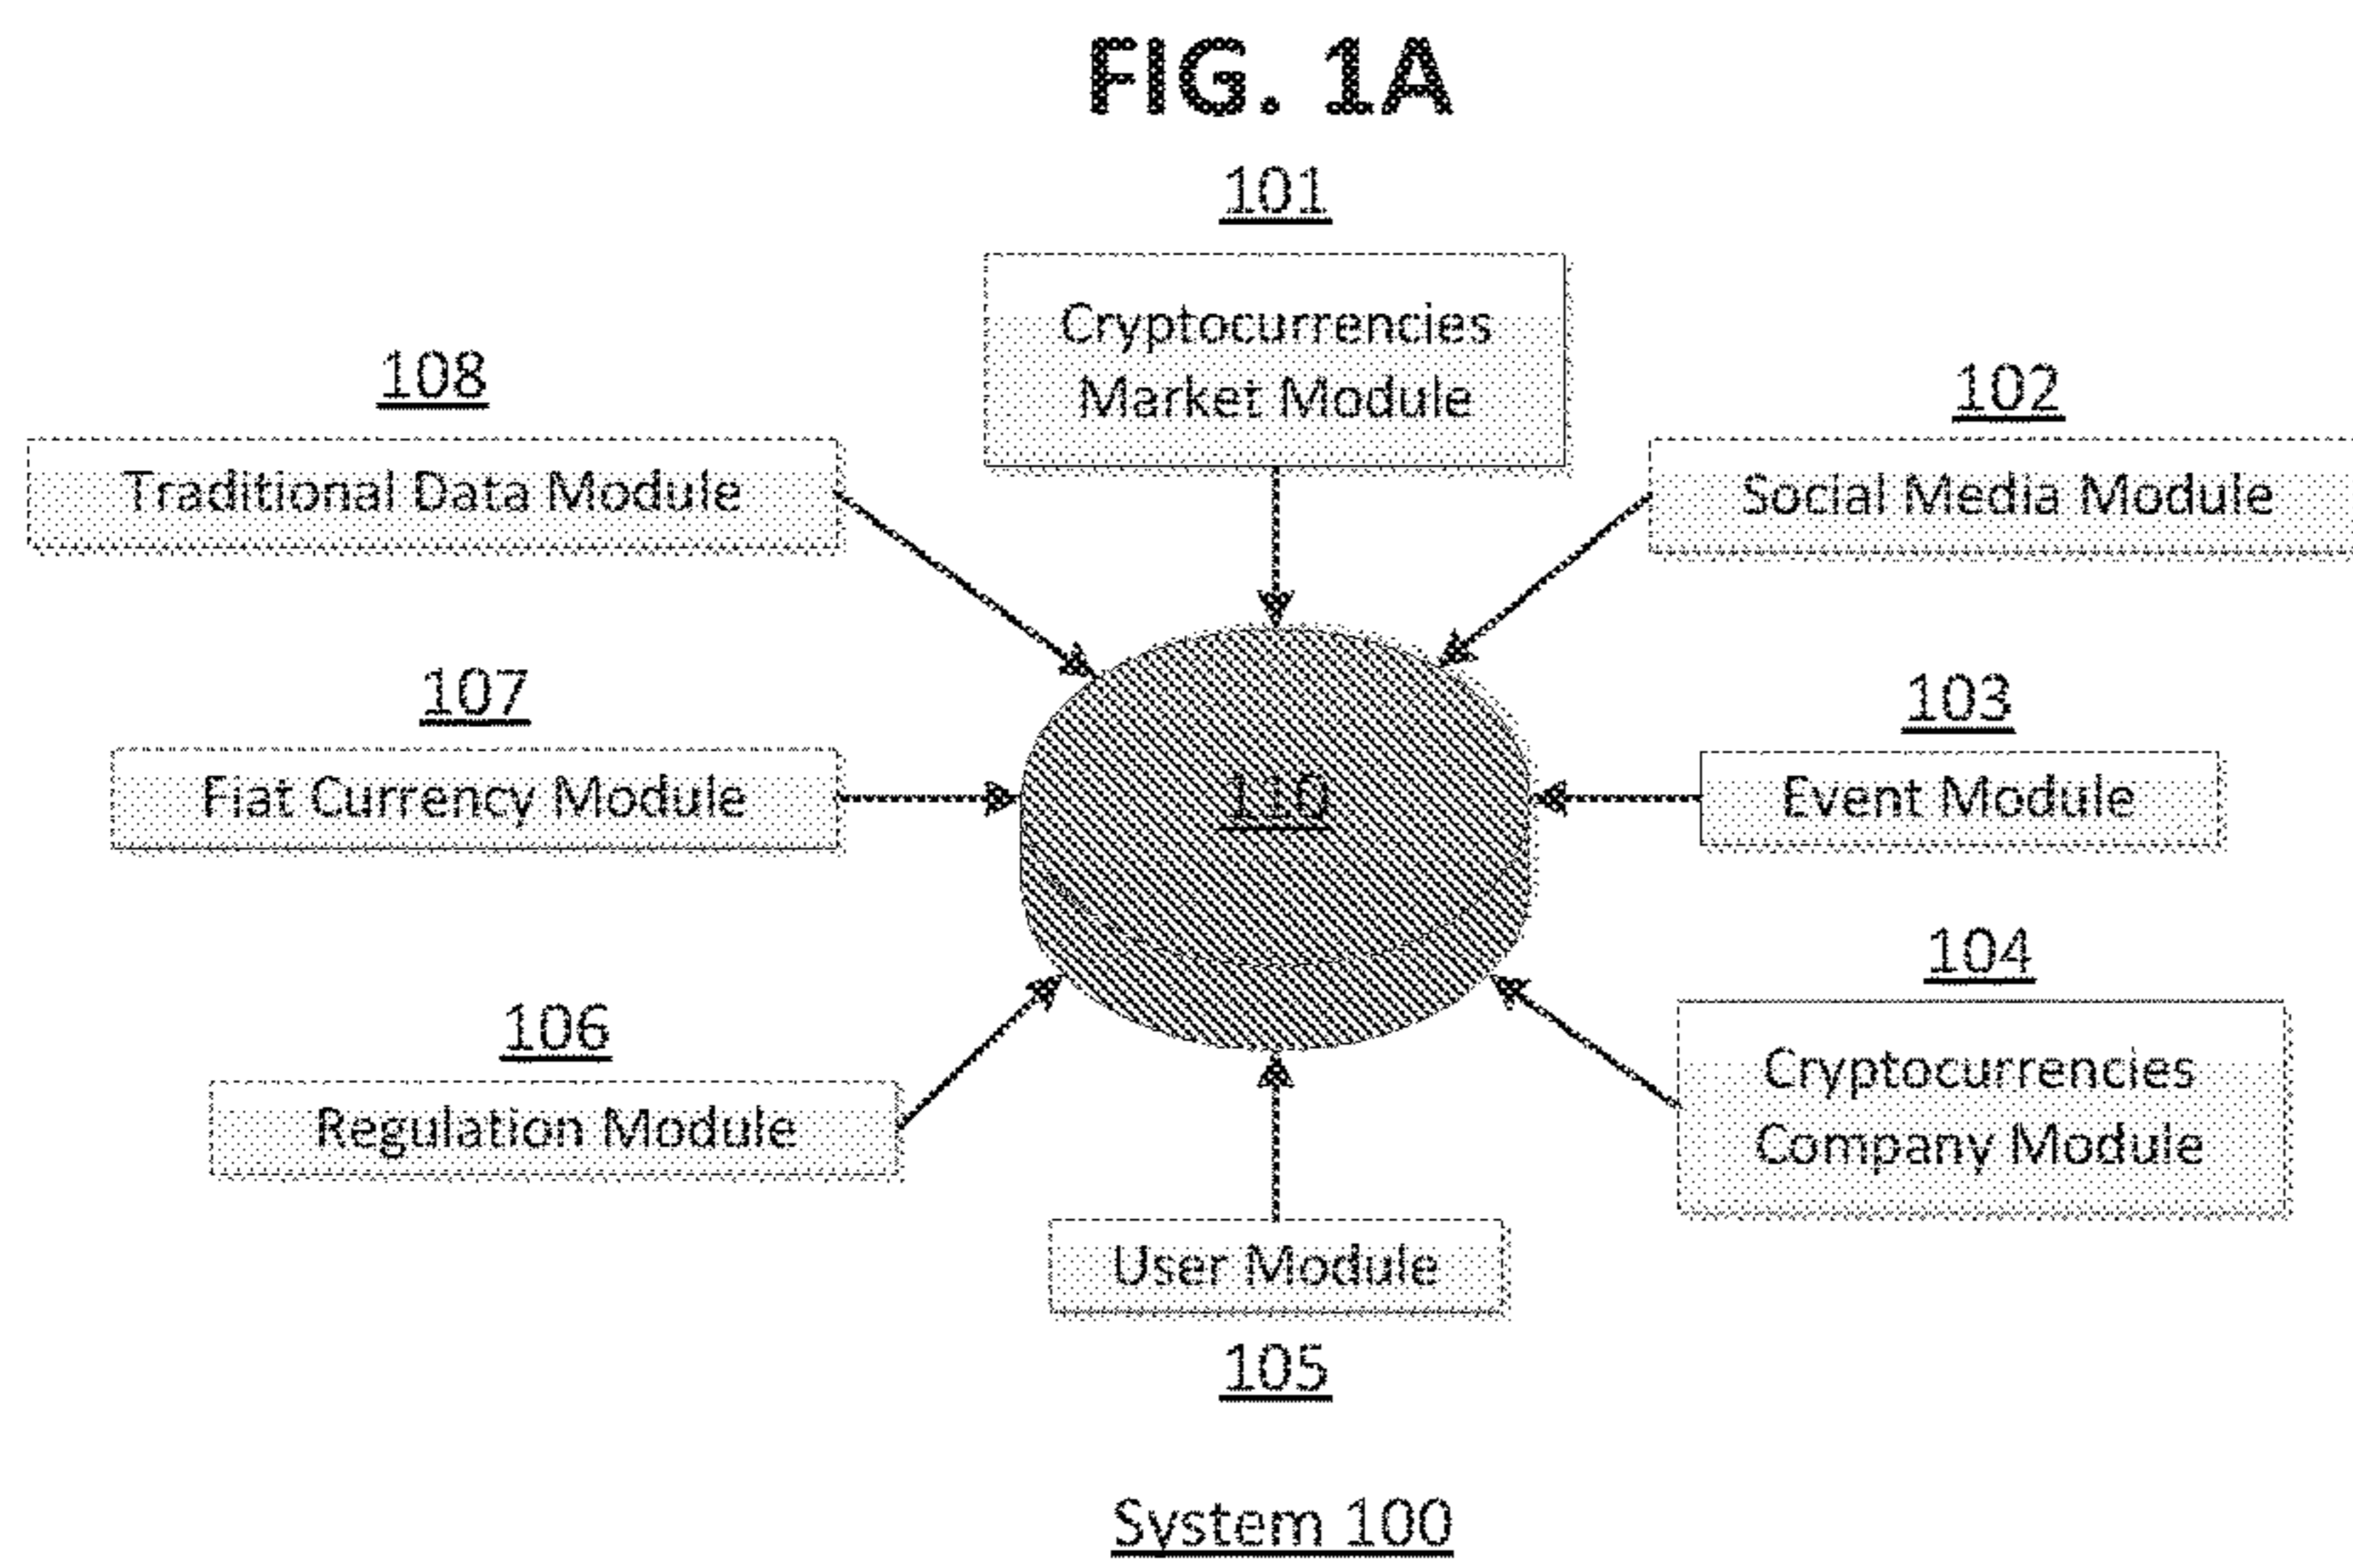 FIG. 1A
101
Cryptocurrencies
Market Module
108
Traditional Data Module
102
Social Media Module
107
Fiat Currency Module
110
103
Event Module
106
Regulation Module
104
Cryptocurrencies
Company Module
User Module
105
System 100